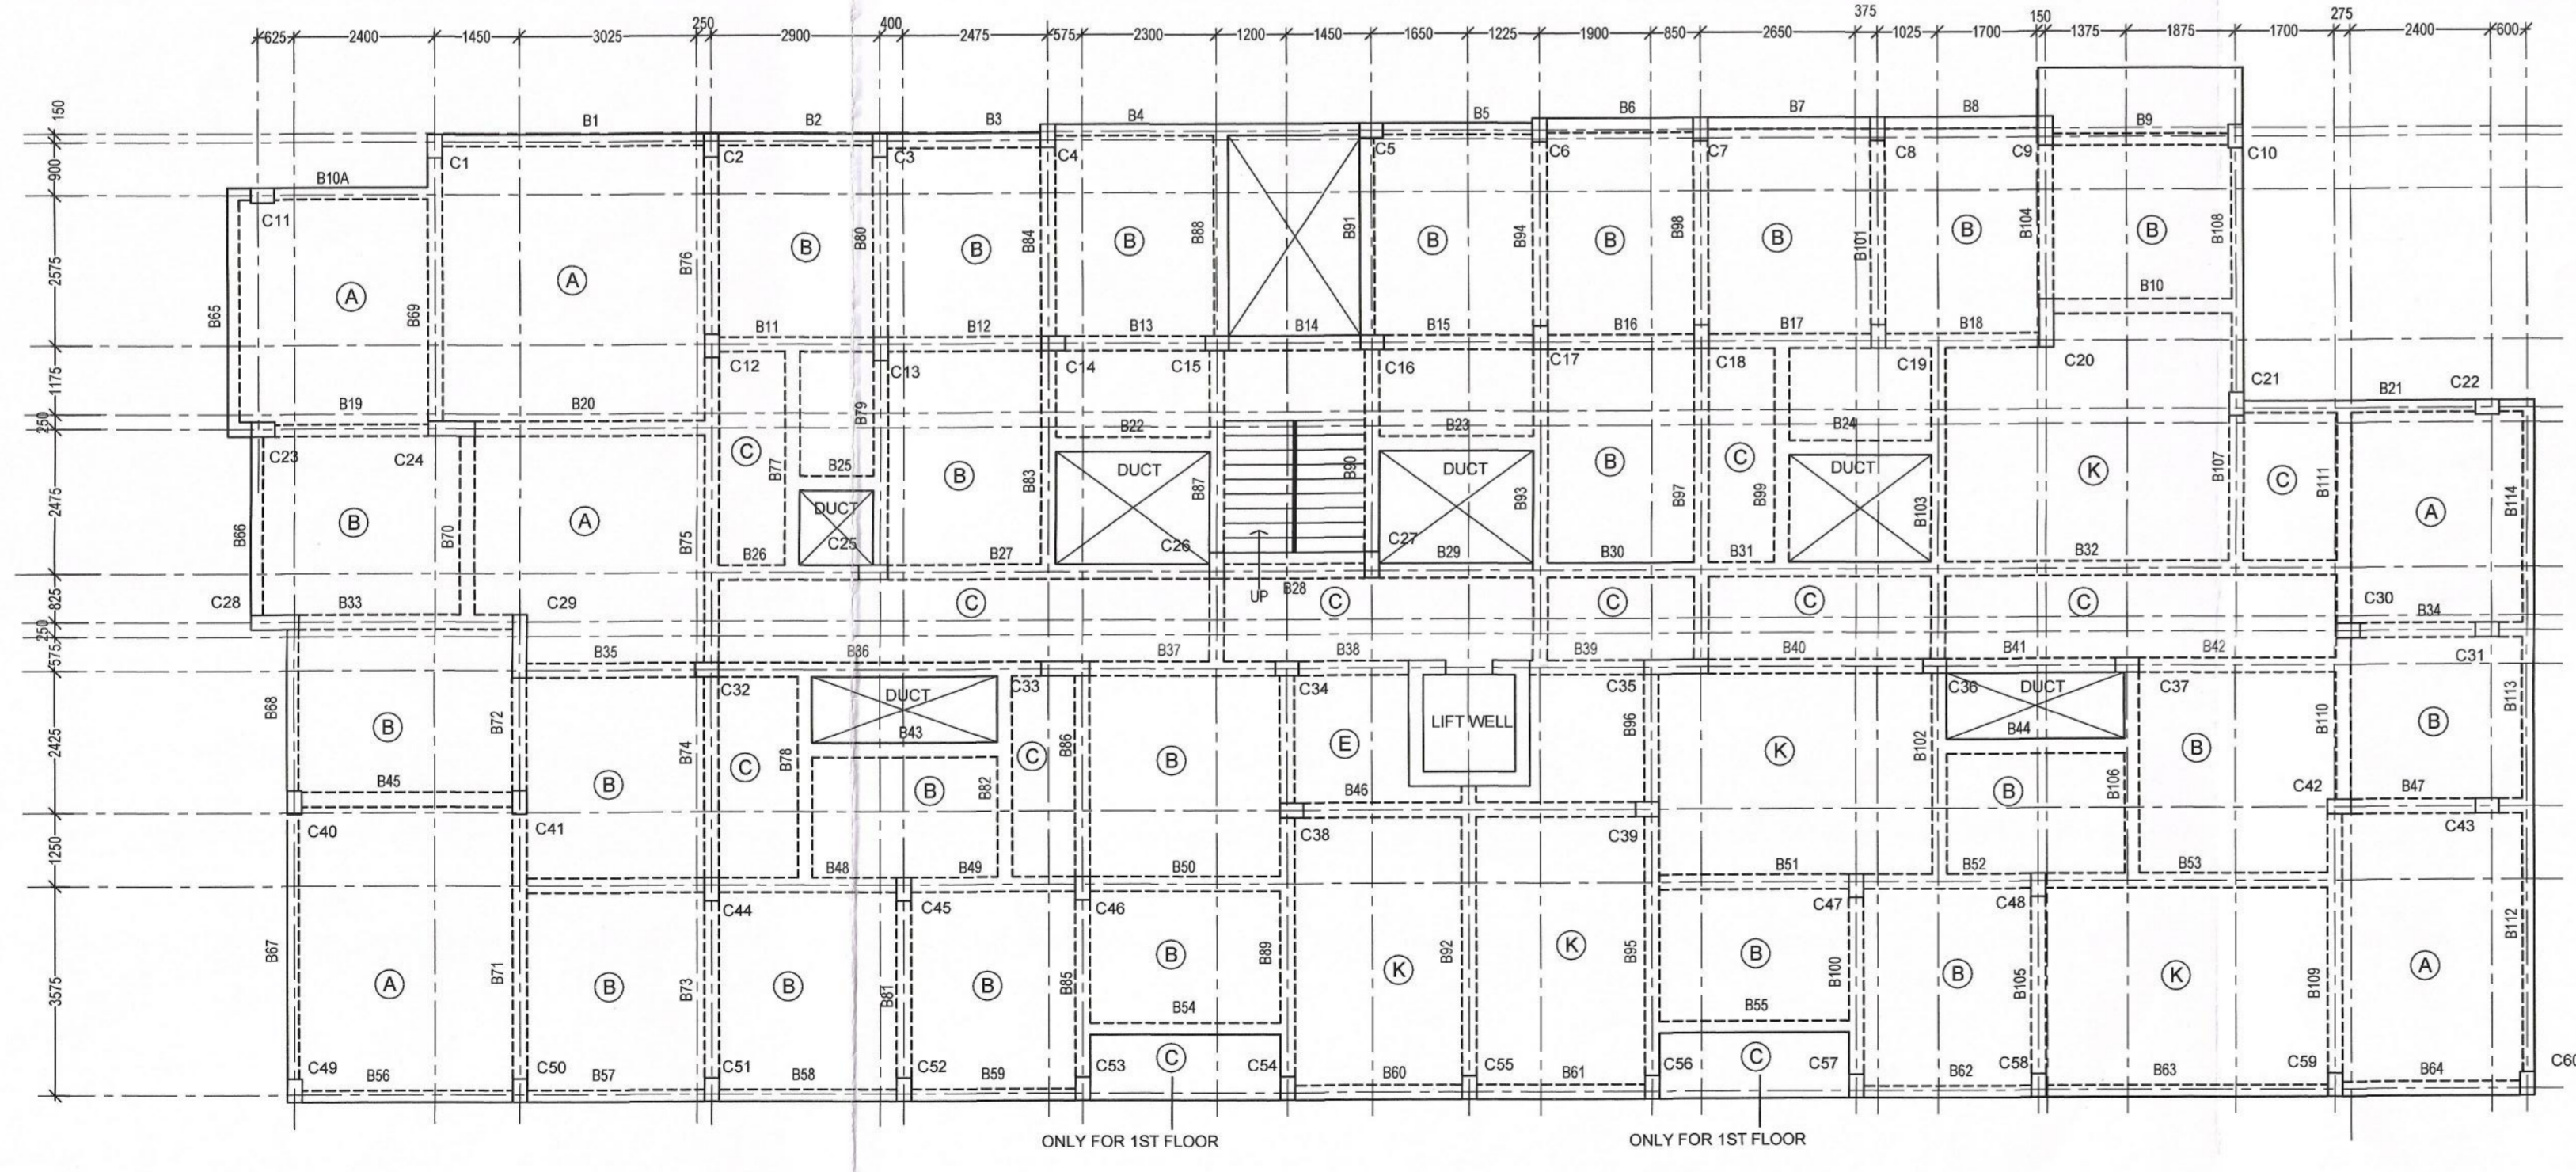 625 2400 1450 3025 250 2900 400 2475 575 2300 1200 1450 1650 1225 1900 850 2650 375 1025 1700 150 1375 1875 1700 275 2400 600
150 900 2575 1175 250 2475 825 250 575 2425 1250 3575
B1 B2 B3 B4 B5 B6 B7 B8 B9
C1 C2 C3 C4 C5 C6 C7 C8 C9 C10
B10A
C11
B65 A B69 A B76 B B80 B B84 B B88 B91 B B94 B B98 B B101 B B104 B B108
B10
B11 B12 B13 B14 B15 B16 B17 B18
C12 C13 C14 C15 C16 C17 C18 C19 C20 C21 B21 C22
B19 B20 B79 B22 B23 B24
C23 C24 C B77 B25 B B83 DUCT B87 B90 DUCT B93 B B97 C B99 DUCT B103 K B107 C B111 A B114
B66 B B70 A B75 DUCT C25 C26 C27
B26 B27 B29 B30 B31 B32
UP B28
C28 B33 C29 C C C C C C30 B34
B35 B36 B37 B38 B39 B40 B41 B42 C31
C32 DUCT C33 C34 C35 C36 DUCT C37
B68 B B72 B74 C B78 B43 C B86 B E LIFT WELL B96 K B102 B44 B B110 B B113
B45 B B B82 B46 B B106 C42 B47
C40 C41 C38 C39 C43
B48 B49 B50 B51 B52 B53
C44 C45 C46 C47 C48
B67 A B71 B B73 B B81 B B85 B B89 K B92 K B95 B B100 B B105 K B109 A B112
B54 B55
C49 B56 C50 B57 C51 B58 C52 B59 C53 C C54 B60 C55 B61 C56 C C57 B62 C58 B63 C59 B64
ONLY FOR 1ST FLOOR ONLY FOR 1ST FLOOR